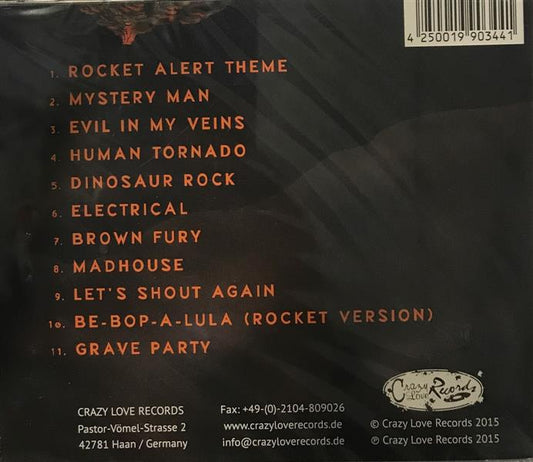 4 250019 903441
1. ROCKET ALERT THEME
2. MYSTERY MAN
3. EVIL IN MY VEINS
4. HUMAN TORNADO
5. DINOSAUR ROCK
6. ELECTRICAL
7. BROWN FURY
8. MADHOUSE
9. LET'S SHOUT AGAIN
10. BE-BOP-A-LULA (ROCKET VERSION)
11. GRAVE PARTY
CRAZY LOVE RECORDS
Pastor-Vömel-Strasse 2
42781 Haan / Germany
Fax: +49-(0)-2104-809026
www.crazyloverecords.de
info@crazyloverecords.de
Crazy Love Records
© Crazy Love Records 2015
℗ Crazy Love Records 2015